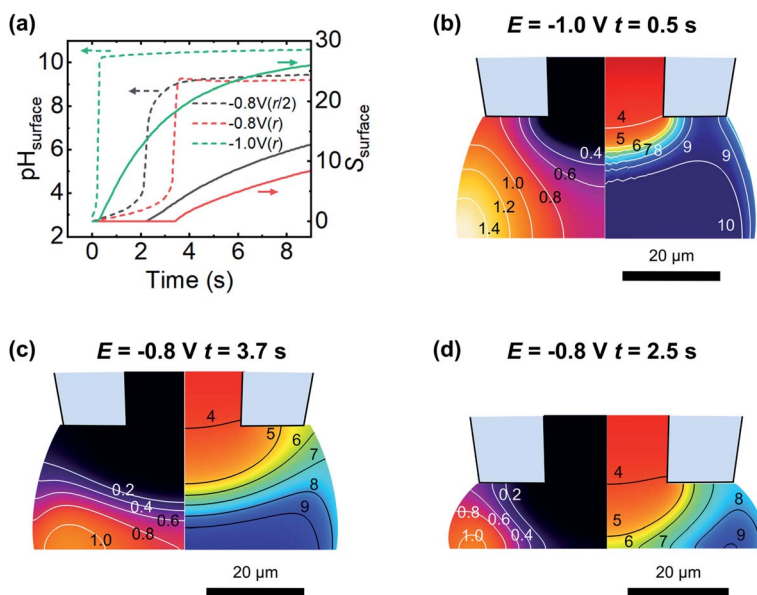 (a)
30
10
20
8
-0.8V(r/2)
-0.8V(r)
6
-1.0V(r)
10
4
0
2
0 2 4 6 8
pHsurface
Ssurface
Time (s)
(b) E = -1.0 V t = 0.5 s
4
5 6 7 8 9 9
0.4
0.6
1.0
0.8
1.2
1.4
10
20 µm
(c) E = -0.8 V t = 3.7 s
4
5 6
7
0.2
0.4
0.6
8
9
1.0 0.8
20 µm
(d) E = -0.8 V t = 2.5 s
4
0.2
0.8
0.6
0.4
1.0
5
6 7
8
9
20 µm